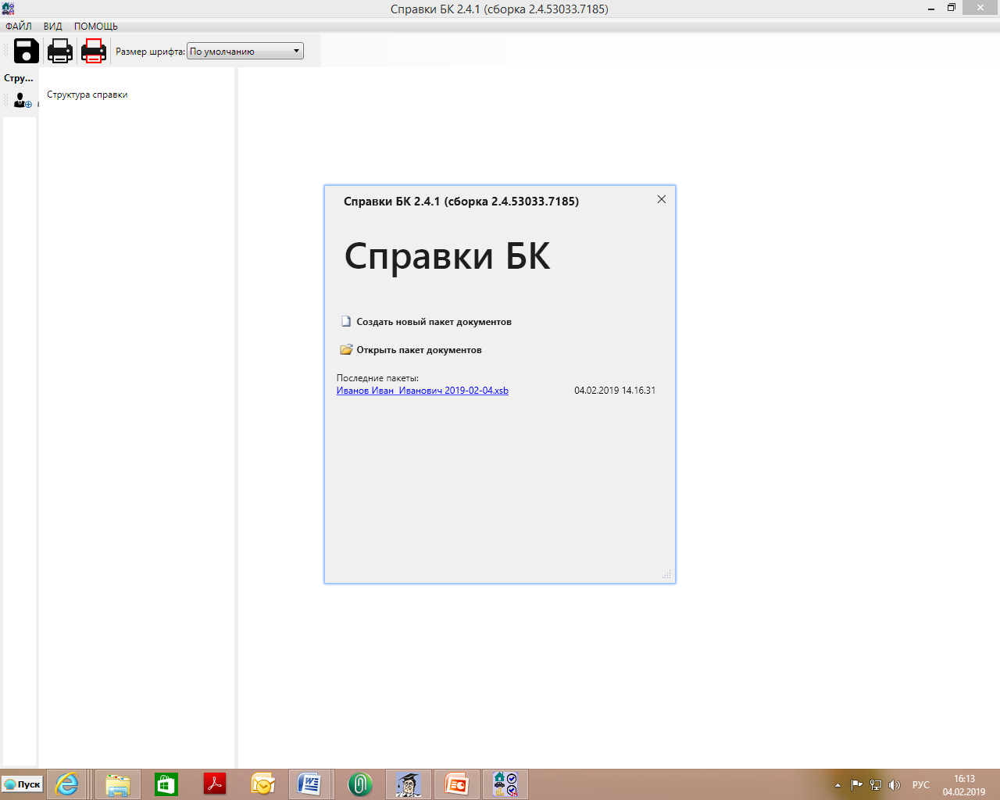 Справки БК 2.4.1 (сборка 2.4.53033.7185)
ФАЙЛ ВИД ПОМОЩЬ
Размер шрифта: По умолчанию
Стру...
Структура справки
Справки БК 2.4.1 (сборка 2.4.53033.7185)
Справки БК
Создать новый пакет документов
Открыть пакет документов
Последние пакеты:
Иванов Иван Иванович 2019-02-04.xsb 04.02.2019 14.16.31
Пуск
РУС
16:13
04.02.2019